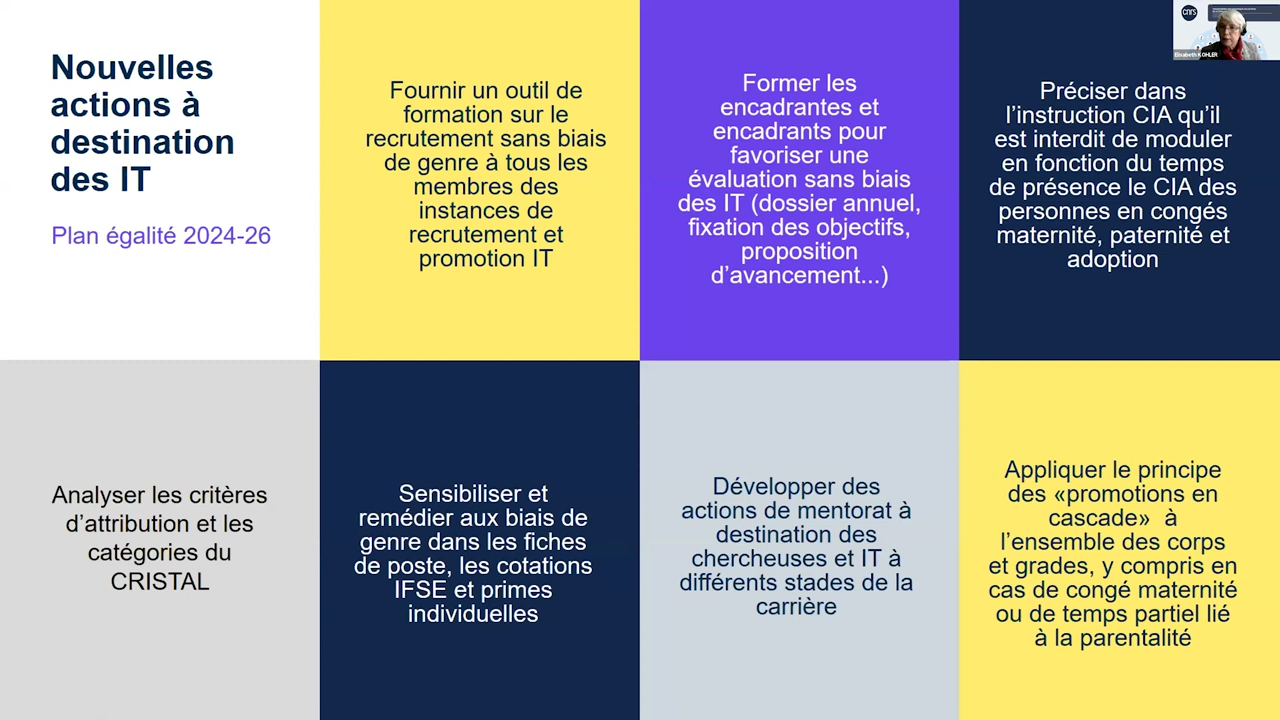 Nouvelles
actions à
destination
des IT
Plan égalité 2024-26
Fournir un outil de
formation sur le
recrutement sans biais
de genre à tous les
membres des
instances de
recrutement et
promotion IT
Former les
encadrantes et
encadrants pour
favoriser une
évaluation sans biais
des IT (dossier annuel,
fixation des objectifs,
proposition
d'avancement...)
Préciser dans
l'instruction CIA qu'il
est interdit de moduler
en fonction du temps
de présence le CIA des
personnes en congés
maternité, paternité et
adoption
cnrs
Elisabeth KOHLER
Analyser les critères
d'attribution et les
catégories du
CRISTAL
Sensibiliser et
remédier aux biais de
genre dans les fiches
de poste, les cotations
IFSE et primes
individuelles
Développer des
actions de mentorat à
destination des
chercheuses et IT à
différents stades de la
carrière
Appliquer le principe
des «promotions en
cascade» à
l'ensemble des corps
et grades, y compris en
cas de congé maternité
ou de temps partiel lié
à la parentalité